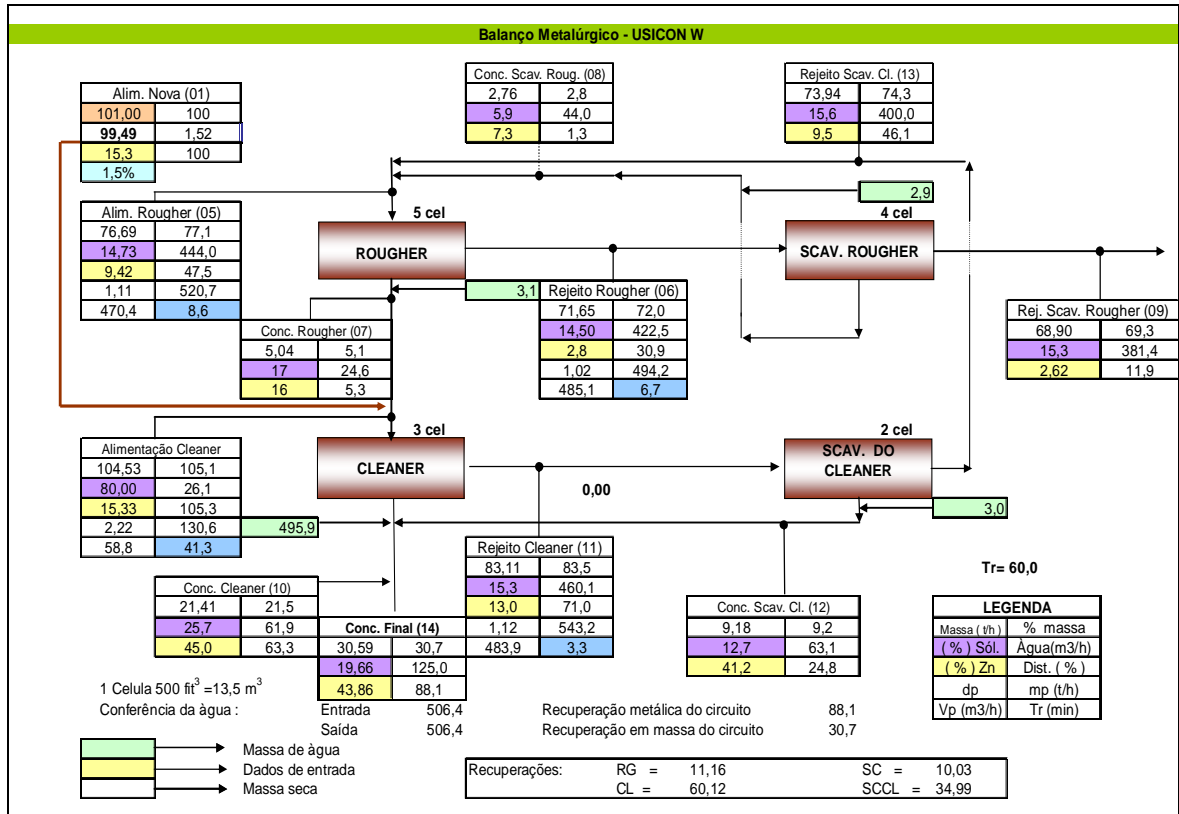 Balanço Metalúrgico - USICON W
Alim. Nova (01)
101,00 100
99,49 1,52
15,3 100
1,5%
Conc. Scav. Roug. (08)
2,76 2,8
5,9 44,0
7,3 1,3
Rejeito Scav. Cl. (13)
73,94 74,3
15,6 400,0
9,5 46,1
2,9
Alim. Rougher (05)
76,69 77,1
14,73 444,0
9,42 47,5
1,11 520,7
470,4 8,6
5 cel
ROUGHER
4 cel
SCAV. ROUGHER
3,1
Rejeito Rougher (06)
71,65 72,0
14,50 422,5
2,8 30,9
1,02 494,2
485,1 6,7
Conc. Rougher (07)
5,04 5,1
17 24,6
16 5,3
Rej. Scav. Rougher (09)
68,90 69,3
15,3 381,4
2,62 11,9
Alimentação Cleaner
104,53 105,1
80,00 26,1
15,33 105,3
2,22 130,6
58,8 41,3
495,9
3 cel
CLEANER
0,00
2 cel
SCAV. DO
CLEANER
3,0
Rejeito Cleaner (11)
83,11 83,5
15,3 460,1
13,0 71,0
1,12 543,2
483,9 3,3
Conc. Cleaner (10)
21,41 21,5
25,7 61,9
45,0 63,3
Conc. Final (14)
30,59 30,7
19,66 125,0
43,86 88,1
Conc. Scav. Cl. (12)
9,18 9,2
12,7 63,1
41,2 24,8
Tr= 60,0
LEGENDA
Massa ( t/h ) % massa
( % ) Sól. Àgua(m3/h)
( % ) Zn Dist. ( % )
dp mp (t/h)
Vp (m3/h) Tr (min)
1 Celula 500 fit3 =13,5 m3
Conferência da àgua :
Entrada 506,4
Saída 506,4
Recuperação metálica do circuito 88,1
Recuperação em massa do circuito 30,7
Massa de àgua
Dados de entrada
Massa seca
Recuperações: RG = 11,16 SC = 10,03
CL = 60,12 SCCL = 34,99